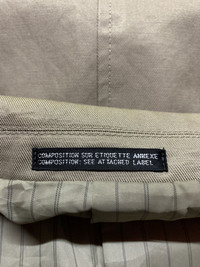 COMPOSITION SUR ETIQUETTE ANNEXE
COMPOSITION: SEE ATTACHED LABEL